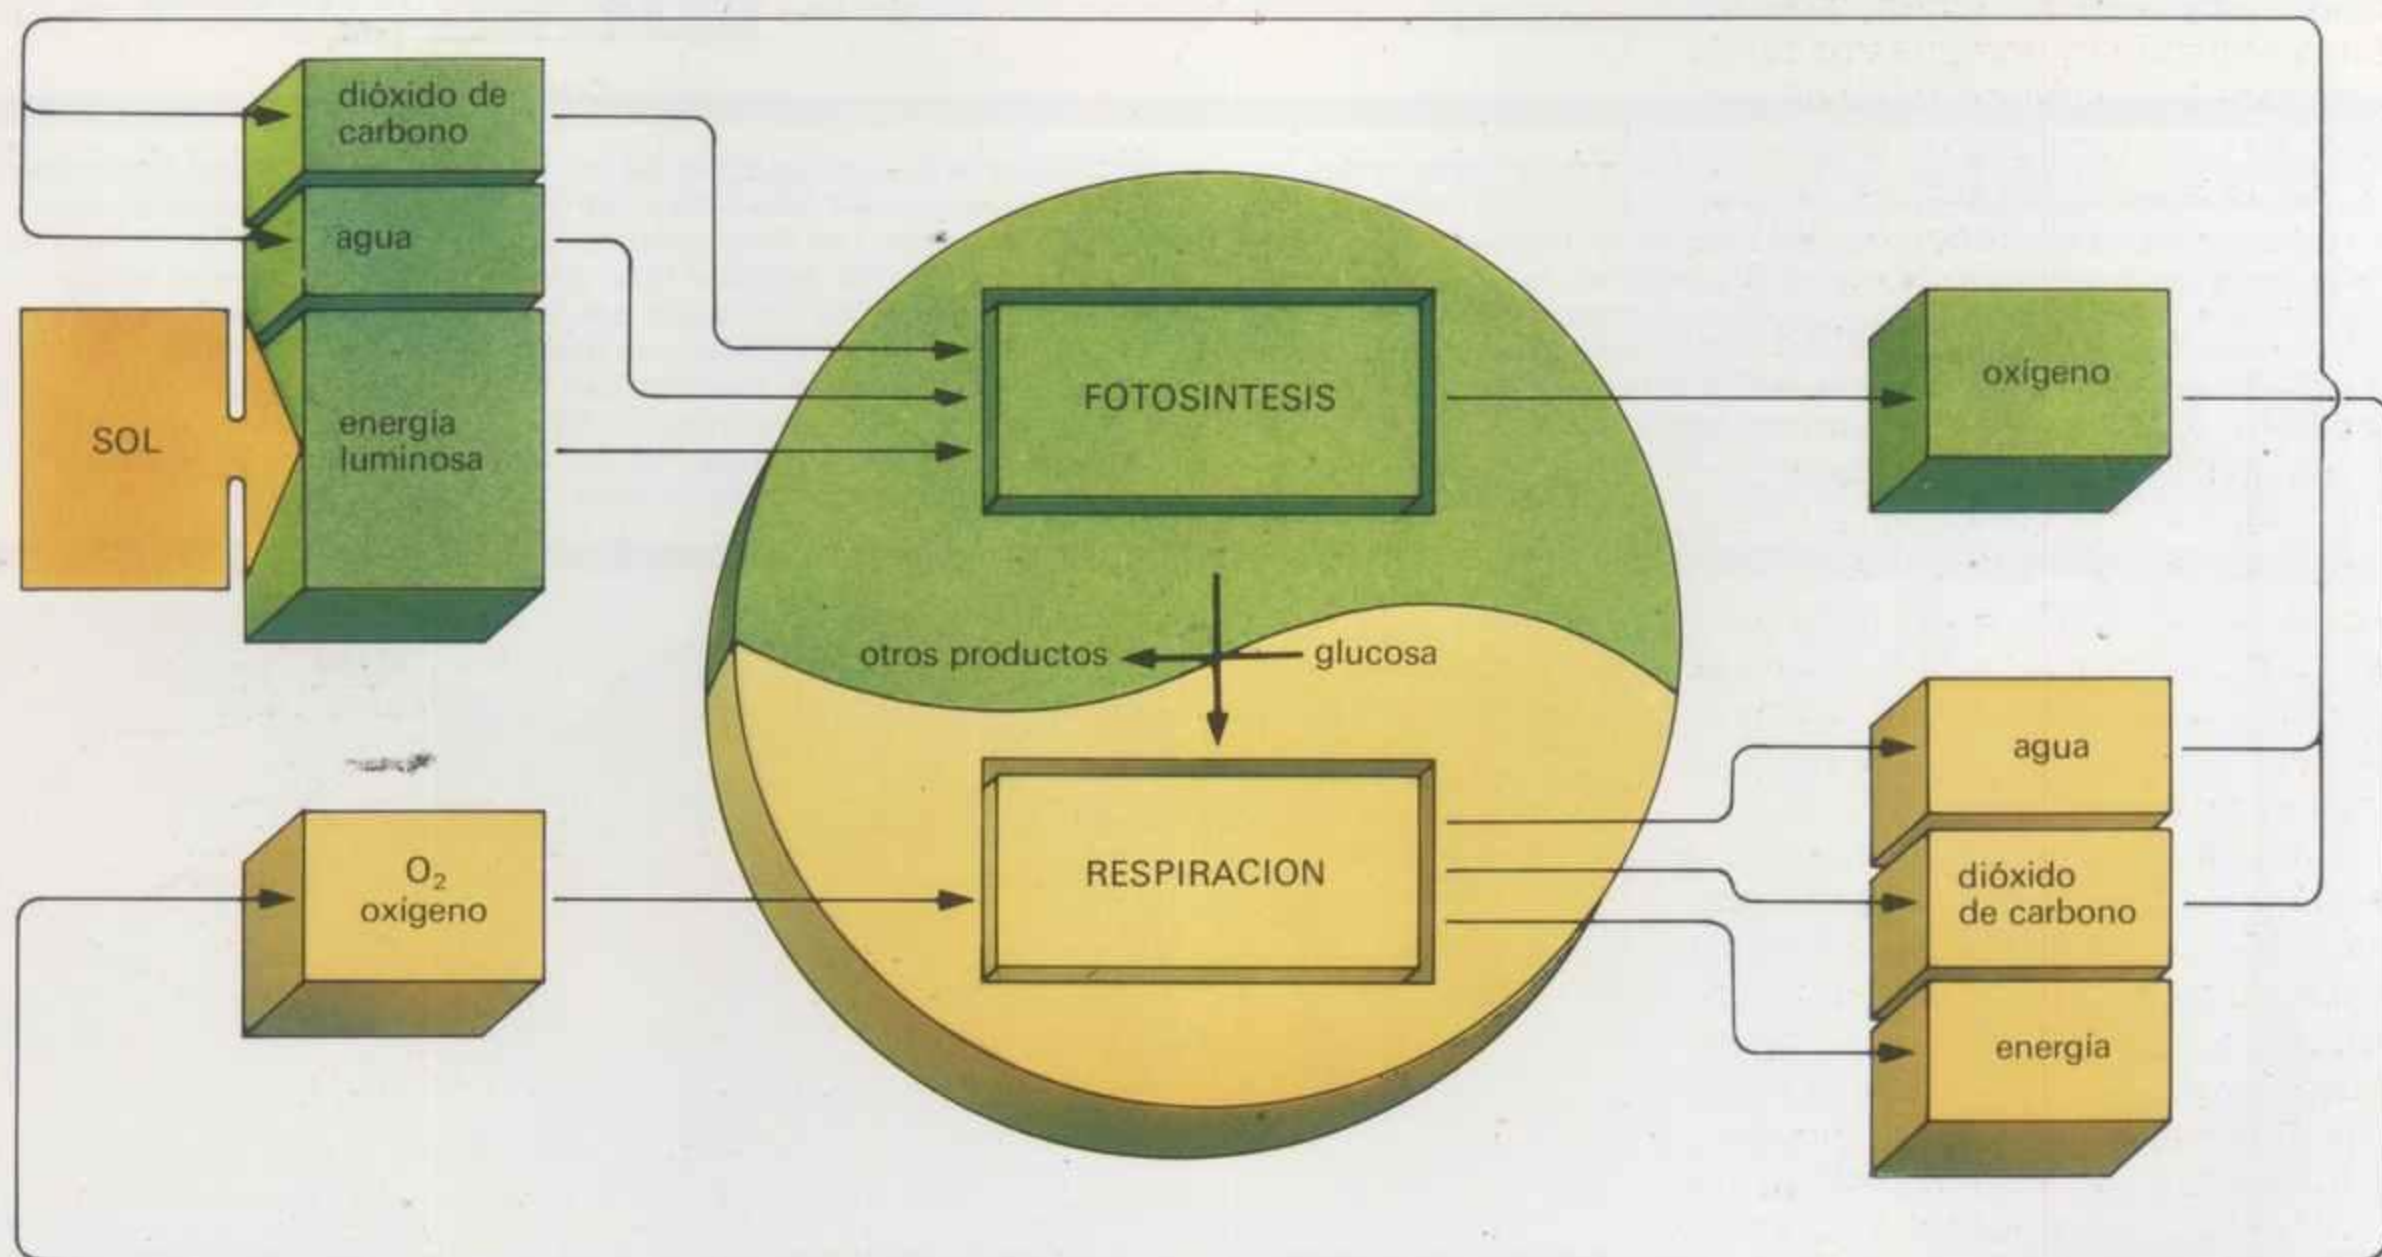 dióxido de
carbono
agua
SOL
energía
luminosa
FOTOSINTESIS
oxígeno
otros productos
glucosa
O₂
oxígeno
RESPIRACION
agua
dióxido
de carbono
energía